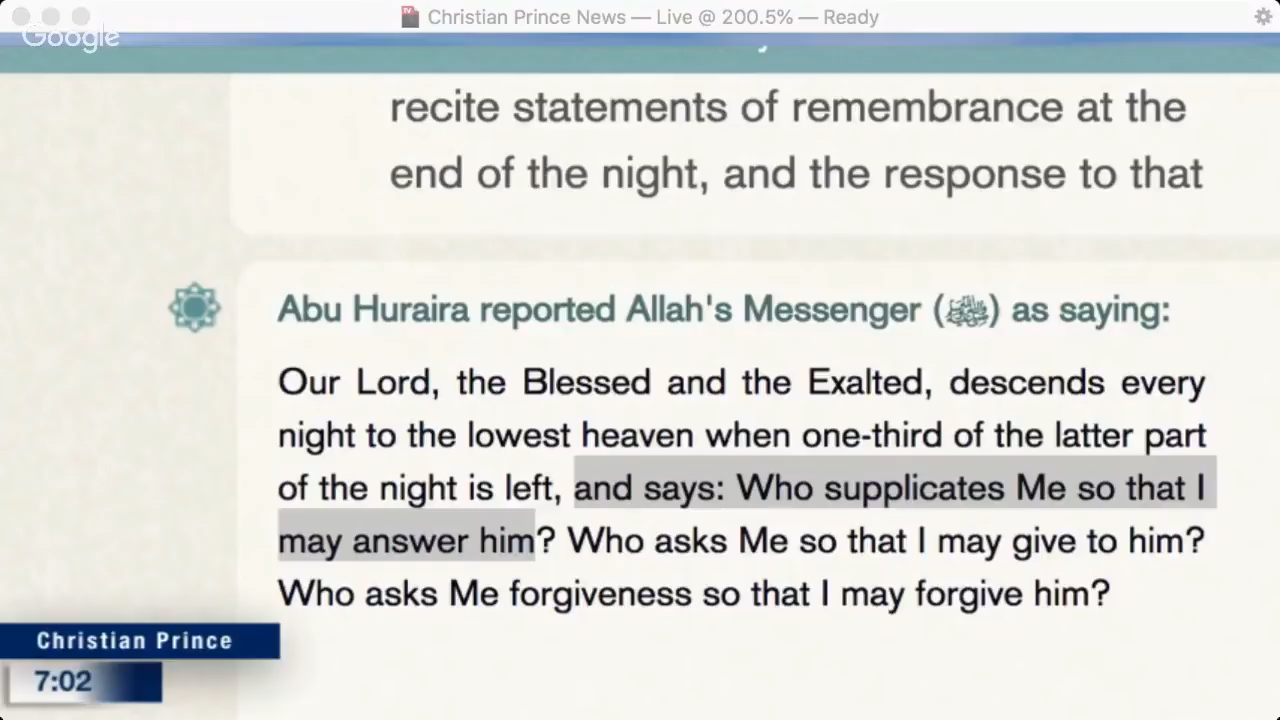 Christian Prince News — Live @ 200.5% — Ready
Google
recite statements of remembrance at the
end of the night, and the response to that
Abu Huraira reported Allah's Messenger (ﷺ) as saying:
Our Lord, the Blessed and the Exalted, descends every
night to the lowest heaven when one-third of the latter part
of the night is left, and says: Who supplicates Me so that I
may answer him? Who asks Me so that I may give to him?
Who asks Me forgiveness so that I may forgive him?
Christian Prince
7:02